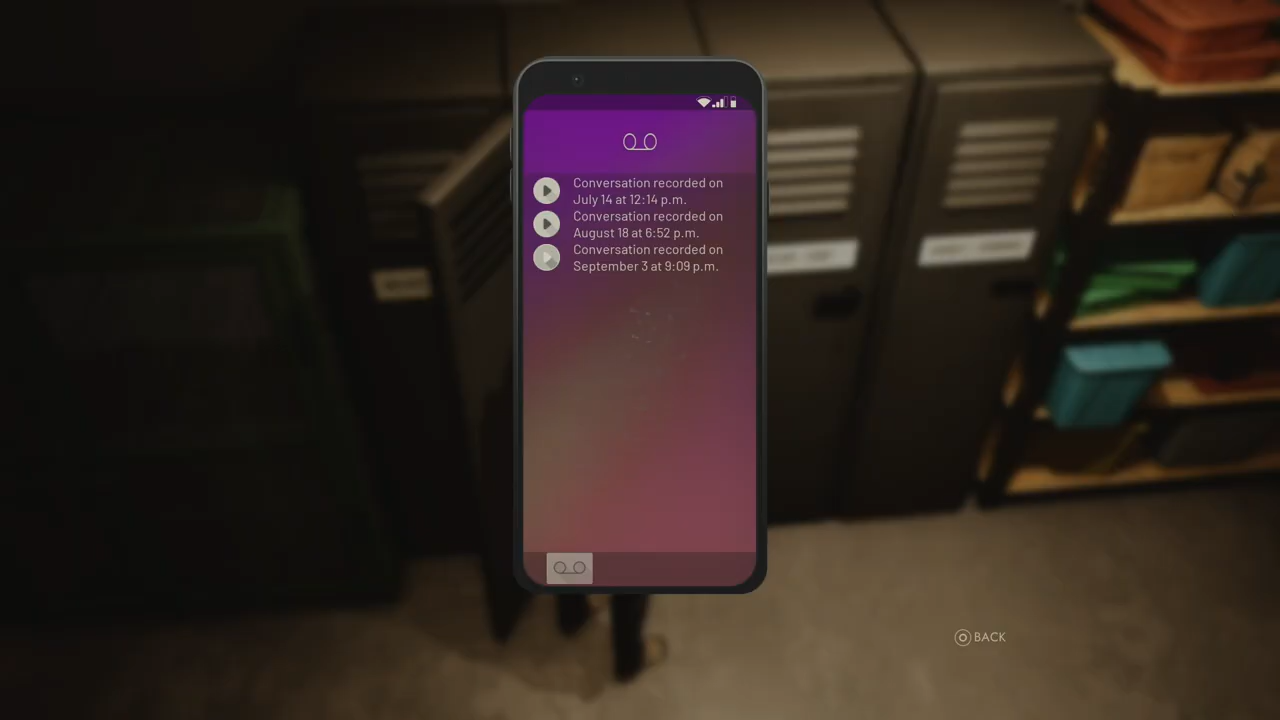 Conversation recorded on
July 14 at 12:14 p.m.
Conversation recorded on
August 18 at 6:52 p.m.
Conversation recorded on
September 3 at 9:09 p.m.
BACK